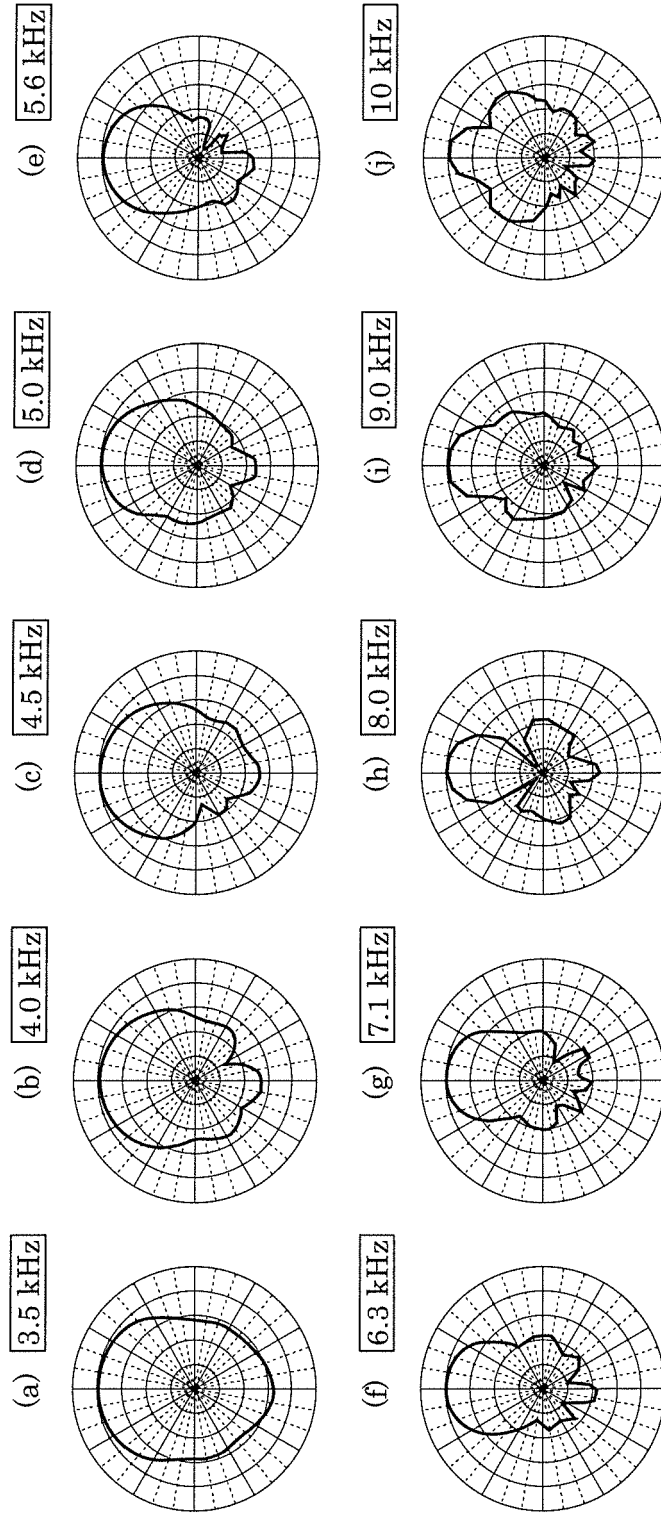 (a) 3.5 kHz
(b) 4.0 kHz
(c) 4.5 kHz
(d) 5.0 kHz
(e) 5.6 kHz
(f) 6.3 kHz
(g) 7.1 kHz
(h) 8.0 kHz
(i) 9.0 kHz
(j) 10 kHz